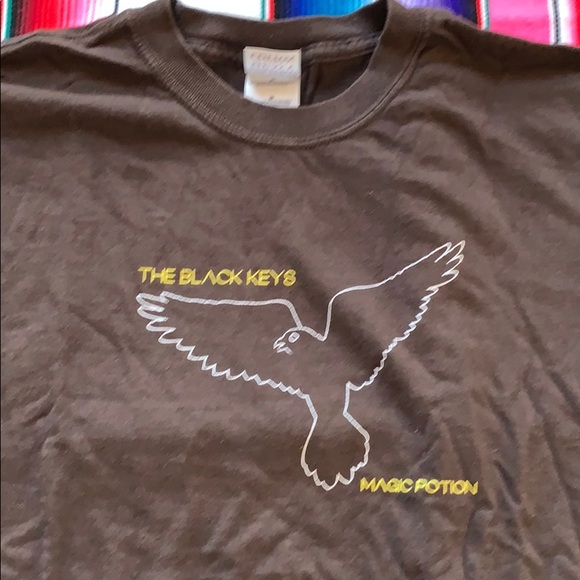 THE BLACK KEYS
MAGIC POTION